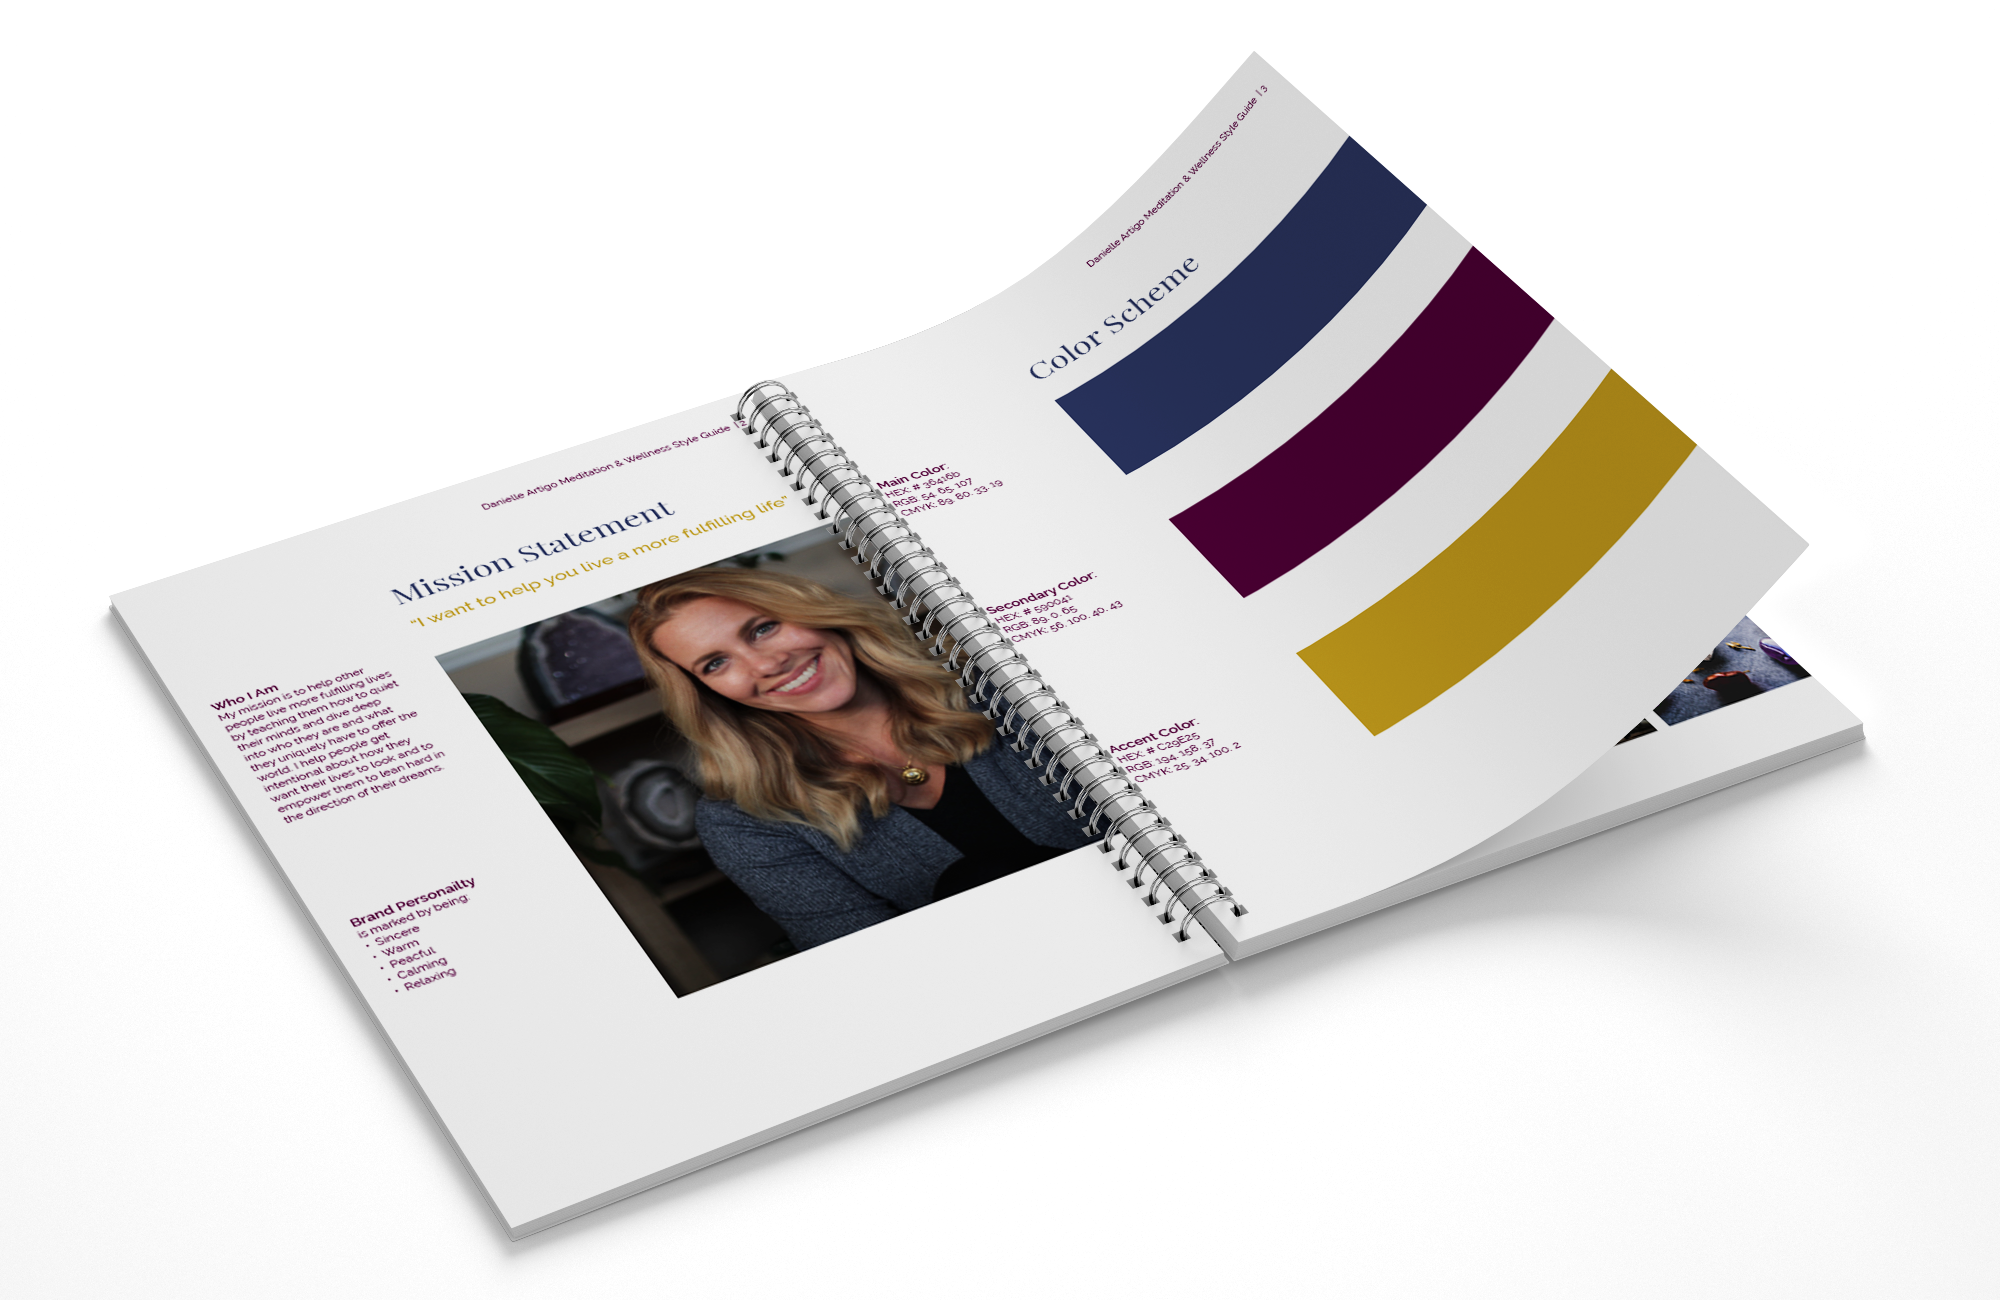 Danielle Artigo Meditation & Wellness Style Guide | 2
Mission Statement
"I want to help you live a more fulfilling life"
Who I Am
My mission is to help other
people live more fulfilling lives
by teaching them how to quiet
their minds and dive deep
into who they are and what
they uniquely have to offer the
world. I help people get
intentional about how they
want their lives to look and to
empower them to lean hard in
the direction of their dreams.
Brand Personailty
is marked by being:
• Sincere
• Warm
• Peacful
• Calming
• Relaxing
Danielle Artigo Meditation & Wellness Style Guide | 3
Color Scheme
Main Color:
HEX: # 36416b
RGB: 54, 65, 107
CMYK: 89, 80, 33, 19
Secondary Color:
HEX: # 590041
RGB: 89, 0, 65
CMYK: 56, 100, 40, 43
Accent Color:
HEX: # C29E25
RGB: 194, 158, 37
CMYK: 25, 34, 100, 2